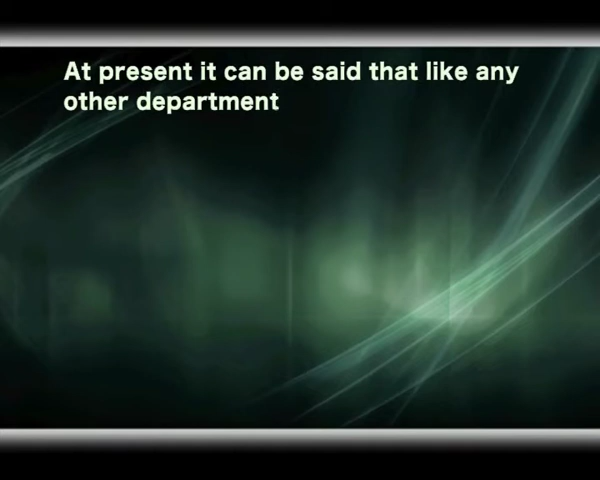 At present it can be said that like any
other department